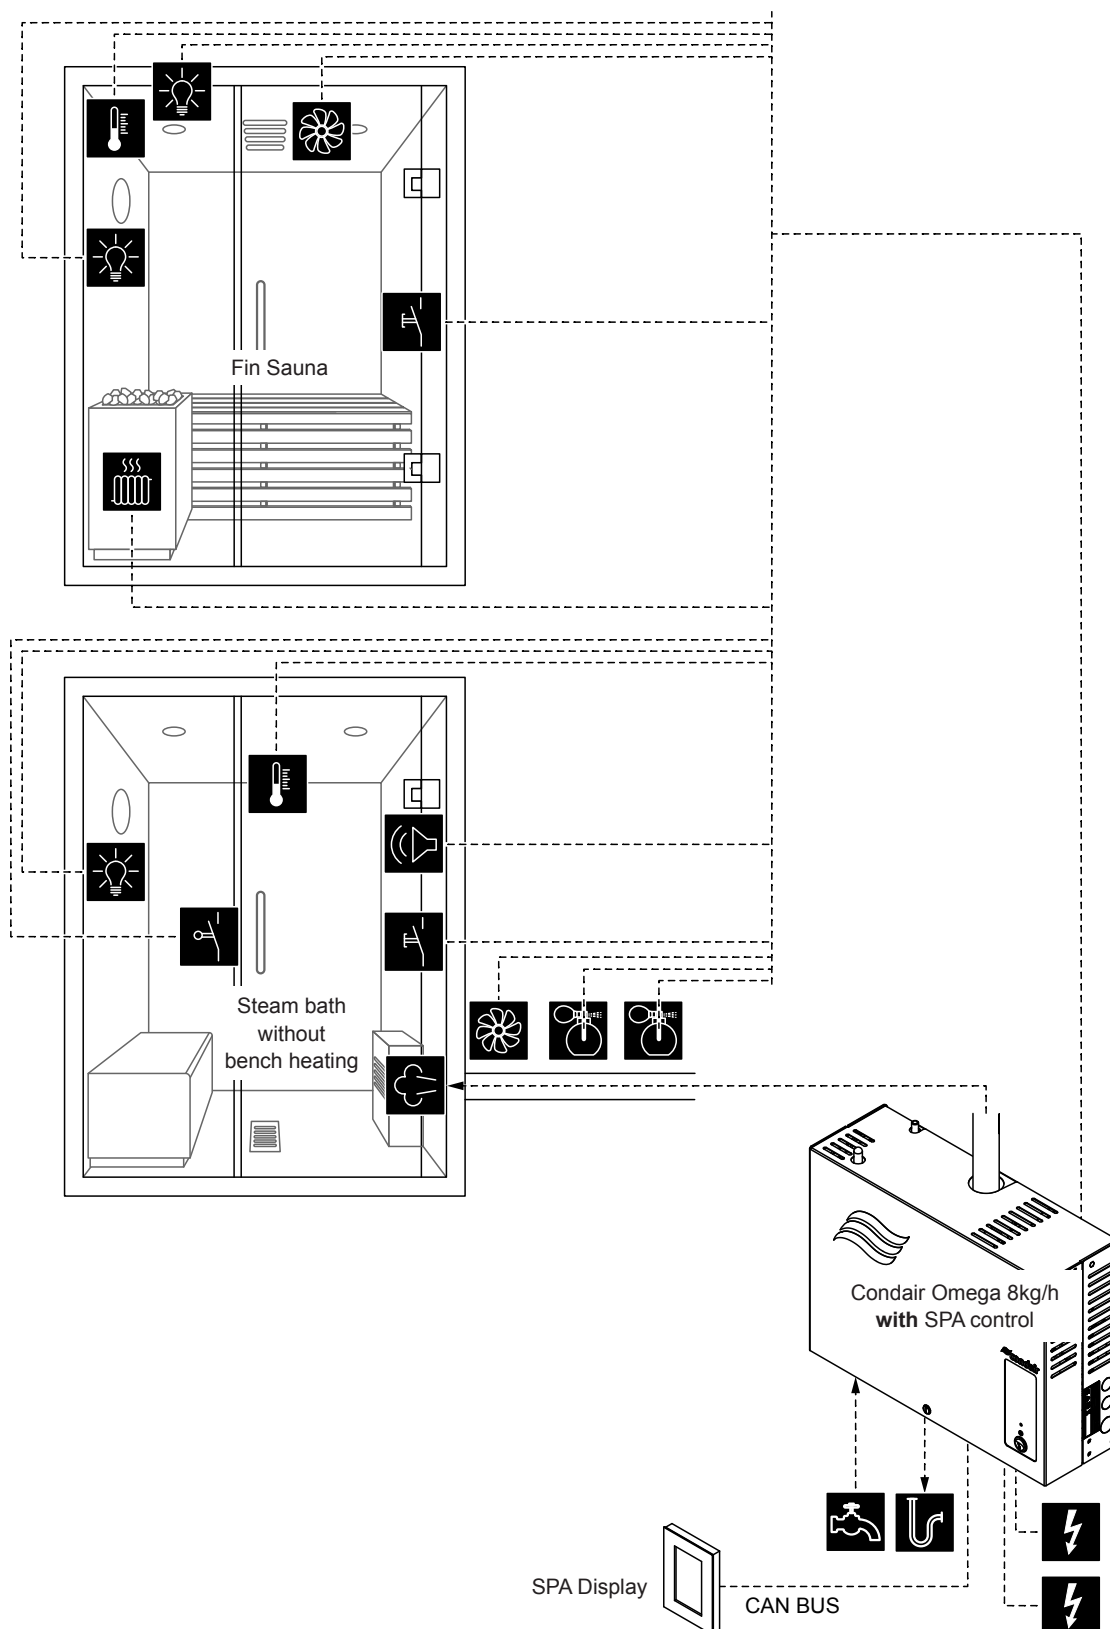 Fin Sauna
Steam bath
without
bench heating
Condair Omega 8kg/h
with SPA control
SPA Display
CAN BUS